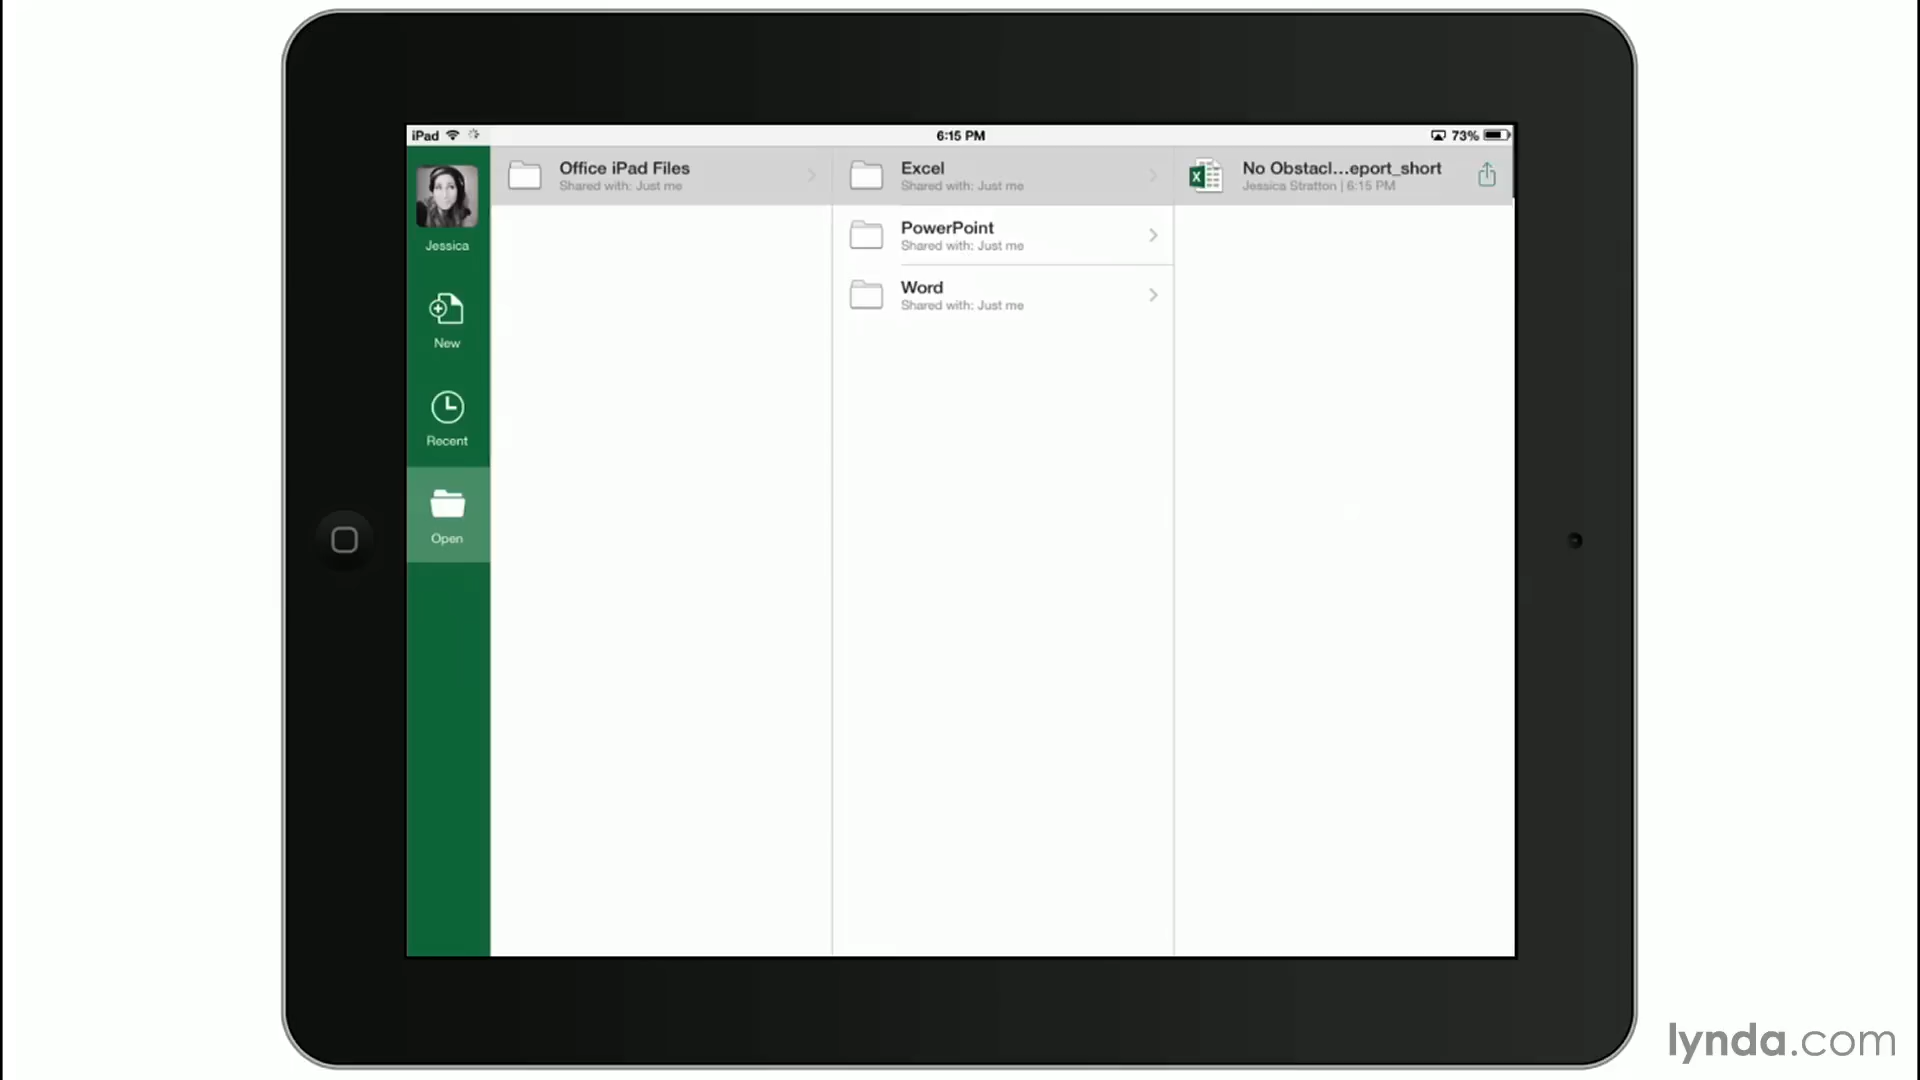 iPad 6:15 PM 73%
Jessica
New
Recent
Open
Office iPad Files
Shared with: Just me
Excel
Shared with: Just me
PowerPoint
Shared with: Just me
Word
Shared with: Just me
No Obstacl...eport_short
Jessica Stratton | 6:15 PM
lynda.com